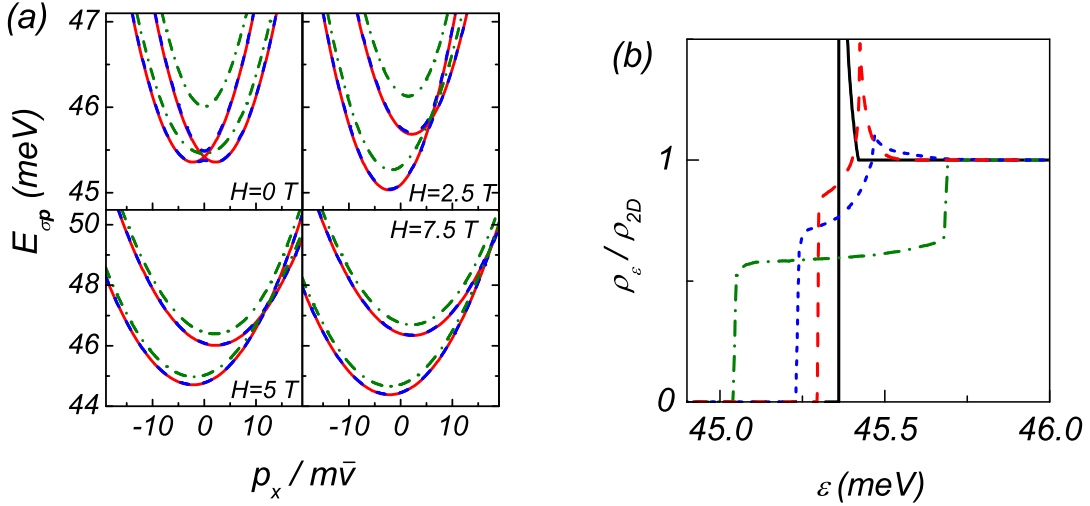 (a)
47
46
45
E_σp (meV)
H=0 T
H=2.5 T
50
48
46
44
H=5 T
H=7.5 T
-10 0 10
-10 0 10
p_x / mv̄
(b)
1
0
ρ_ε / ρ_2D
45.0 45.5 46.0
ε (meV)